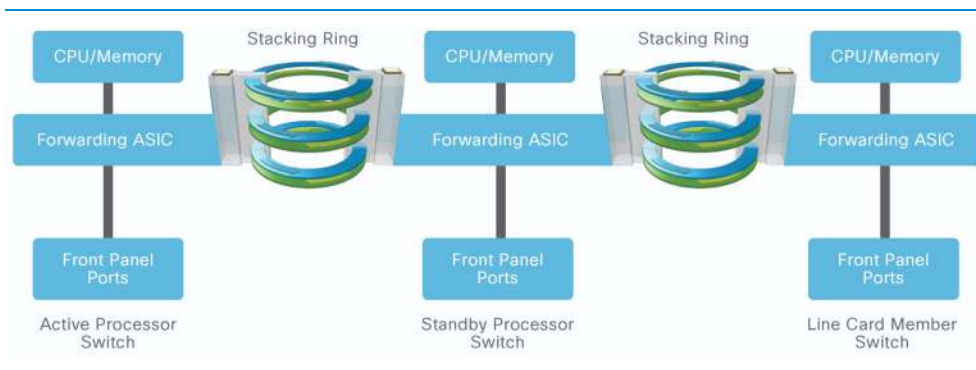 Stacking Ring
Stacking Ring
CPU/Memory
CPU/Memory
CPU/Memory
Forwarding ASIC
Forwarding ASIC
Forwarding ASIC
Front Panel
Ports
Front Panel
Ports
Front Panel
Ports
Active Processor
Switch
Standby Processor
Switch
Line Card Member
Switch